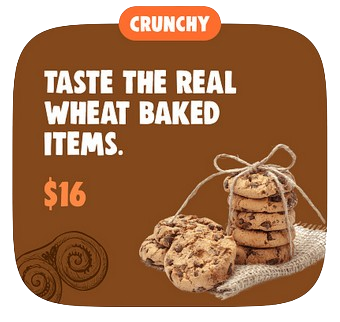 CRUNCHY
TASTE THE REAL
WHEAT BAKED
ITEMS.
$16